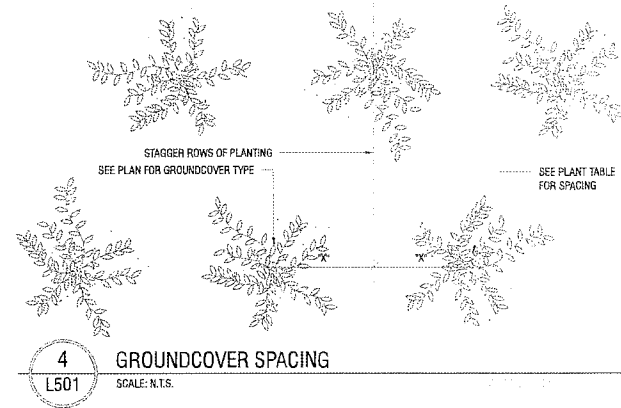 STAGGER ROWS OF PLANTING
SEE PLAN FOR GROUNDCOVER TYPE
SEE PLANT TABLE
FOR SPACING
"X" "X"
4
L501
GROUNDCOVER SPACING
SCALE: N.T.S.